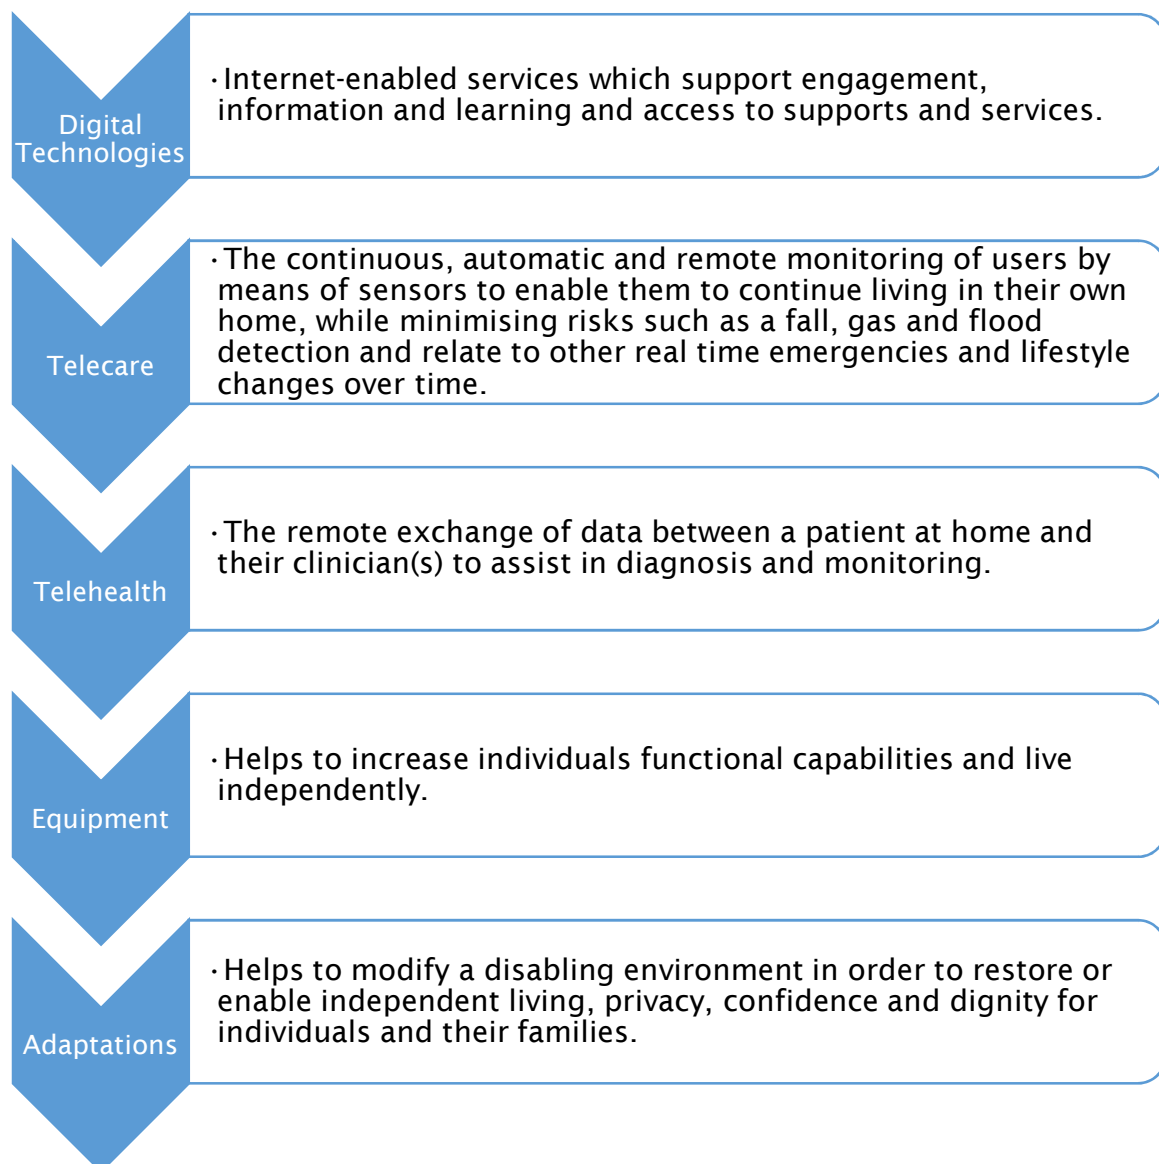 Digital
Technologies
·Internet-enabled services which support engagement,
information and learning and access to supports and services.
Telecare
·The continuous, automatic and remote monitoring of users by
means of sensors to enable them to continue living in their own
home, while minimising risks such as a fall, gas and flood
detection and relate to other real time emergencies and lifestyle
changes over time.
Telehealth
·The remote exchange of data between a patient at home and
their clinician(s) to assist in diagnosis and monitoring.
Equipment
·Helps to increase individuals functional capabilities and live
independently.
Adaptations
·Helps to modify a disabling environment in order to restore or
enable independent living, privacy, confidence and dignity for
individuals and their families.